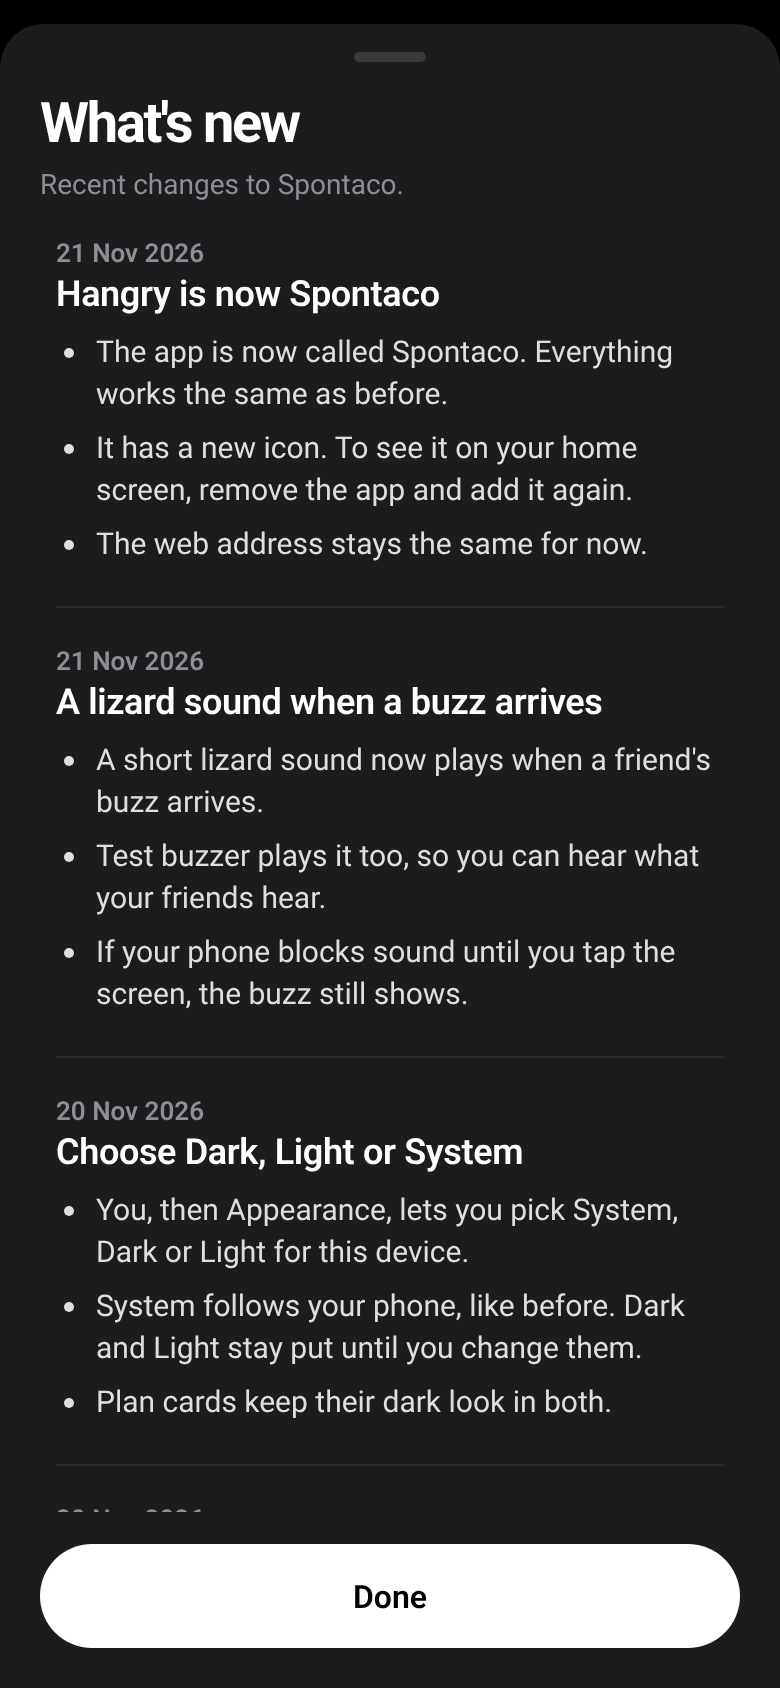 What's new
Recent changes to Spontaco.
21 Nov 2026
Hangry is now Spontaco
• The app is now called Spontaco. Everything
works the same as before.
• It has a new icon. To see it on your home
screen, remove the app and add it again.
• The web address stays the same for now.
21 Nov 2026
A lizard sound when a buzz arrives
• A short lizard sound now plays when a friend's
buzz arrives.
• Test buzzer plays it too, so you can hear what
your friends hear.
• If your phone blocks sound until you tap the
screen, the buzz still shows.
20 Nov 2026
Choose Dark, Light or System
• You, then Appearance, lets you pick System,
Dark or Light for this device.
• System follows your phone, like before. Dark
and Light stay put until you change them.
• Plan cards keep their dark look in both.
Done